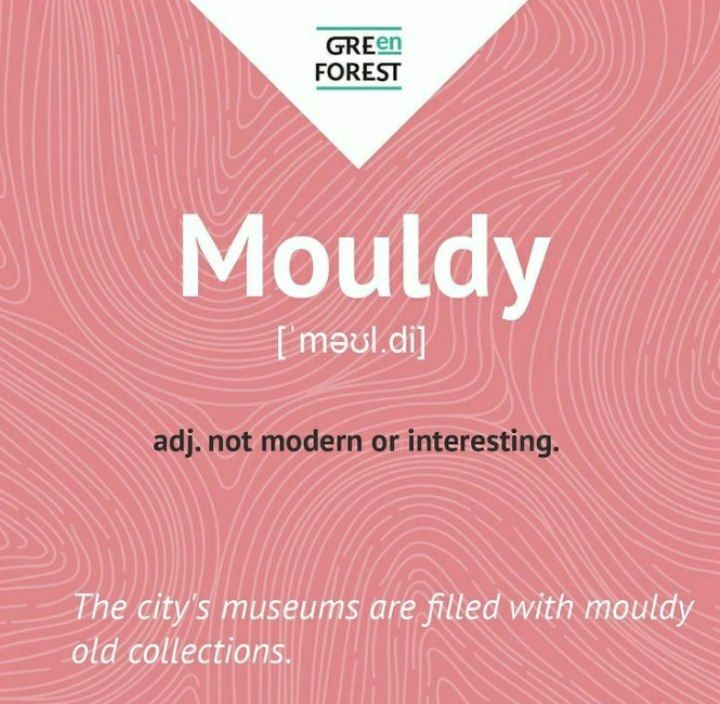 GREen
FOREST
Mouldy
[ˈməʊl.di]
adj. not modern or interesting.
The city's museums are filled with mouldy
old collections.